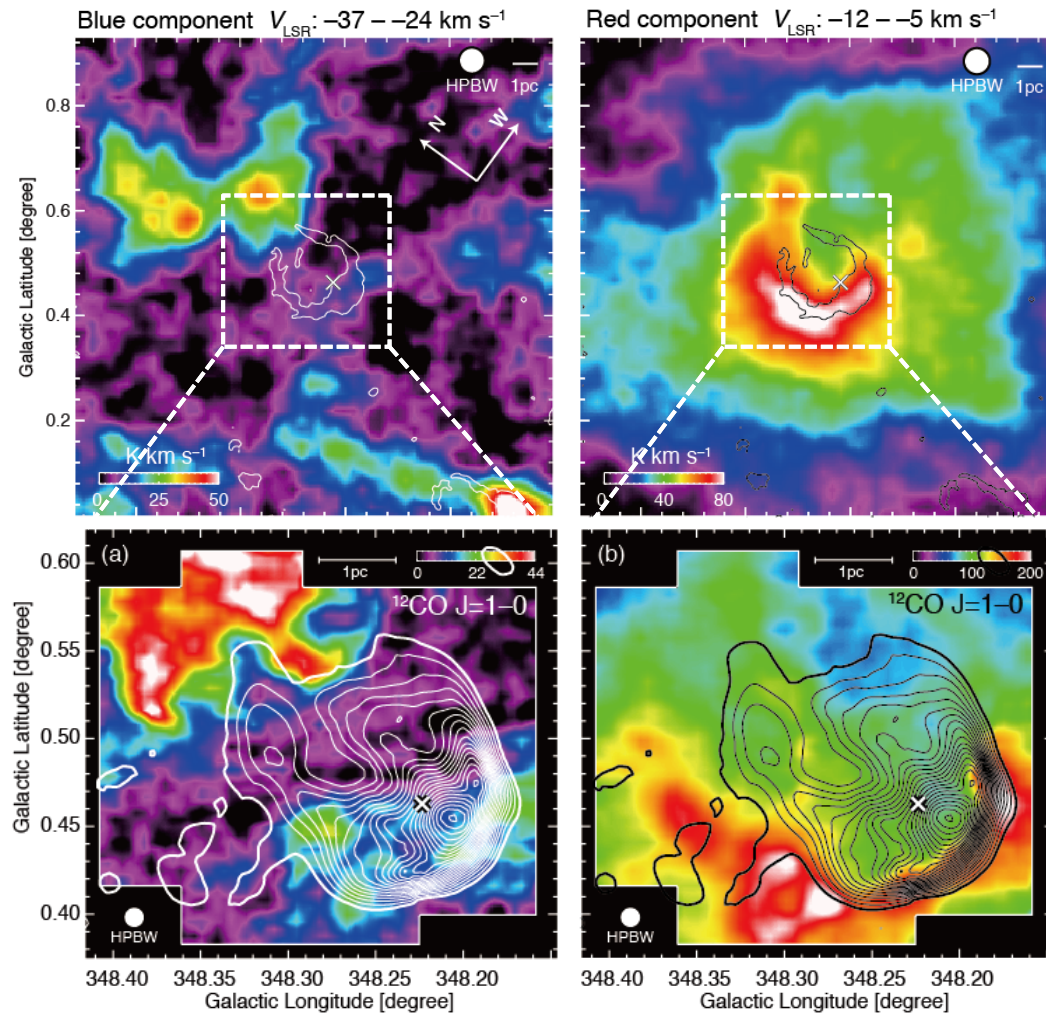 Blue component V_LSR: –37 – –24 km s⁻¹
Red component V_LSR: –12 – –5 km s⁻¹
HPBW 1pc
N W
0.8
0.6
0.4
0.2
Galactic Latitude [degree]
K km s⁻¹
0 25 50
HPBW 1pc
K km s⁻¹
0 40 80
(a)
1pc
0 22 44
¹²CO J=1–0
0.60
0.55
0.50
0.45
0.40
Galactic Latitude [degree]
HPBW
348.40 348.35 348.30 348.25 348.20
Galactic Longitude [degree]
(b)
1pc
0 100 200
¹²CO J=1–0
HPBW
348.40 348.35 348.30 348.25 348.20
Galactic Longitude [degree]